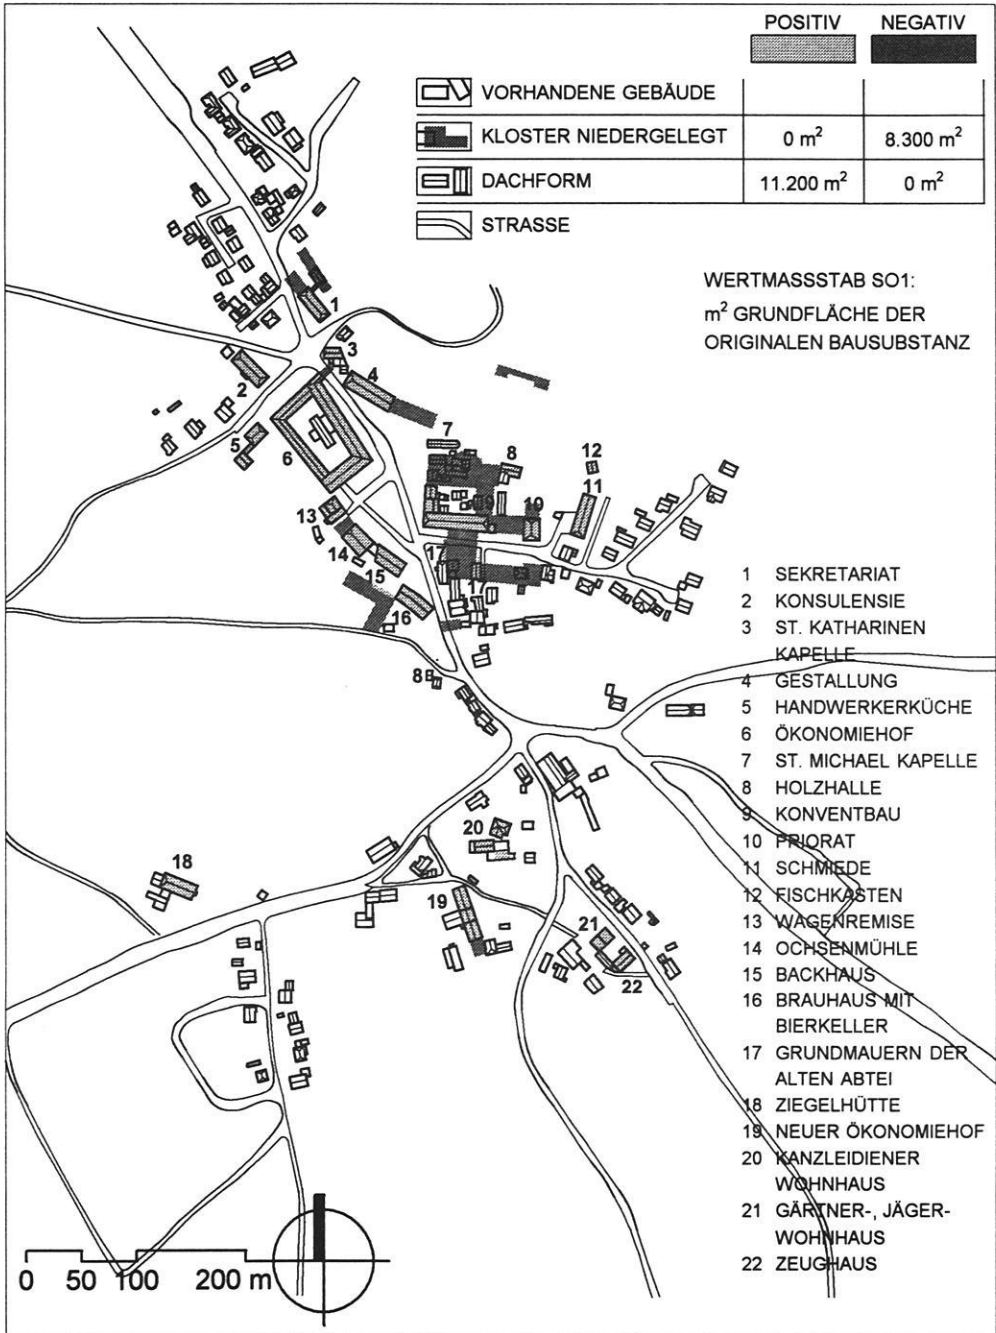 POSITIV NEGATIV
VORHANDENE GEBÄUDE
KLOSTER NIEDERGELEGT 0 m² 8.300 m²
DACHFORM 11.200 m² 0 m²
STRASSE
WERTMASSSTAB SO1:
m² GRUNDFLÄCHE DER
ORIGINALEN BAUSUBSTANZ
1
2
3
4
5
6
7
8
9
10
11
12
13
14
15
16
17
17
8
18
19
20
21
22
1 SEKRETARIAT
2 KONSULENSIE
3 ST. KATHARINEN
KAPELLE
4 GESTALLUNG
5 HANDWERKERKÜCHE
6 ÖKONOMIEHOF
7 ST. MICHAEL KAPELLE
8 HOLZHALLE
9 KONVENTBAU
10 PRIORAT
11 SCHMIEDE
12 FISCHKASTEN
13 WAGENREMISE
14 OCHSENMÜHLE
15 BACKHAUS
16 BRAUHAUS MIT
BIERKELLER
17 GRUNDMAUERN DER
ALTEN ABTEI
18 ZIEGELHÜTTE
19 NEUER ÖKONOMIEHOF
20 KANZLEIDIENER
WOHNHAUS
21 GÄRTNER-, JÄGER-
WOHNHAUS
22 ZEUGHAUS
0 50 100 200 m